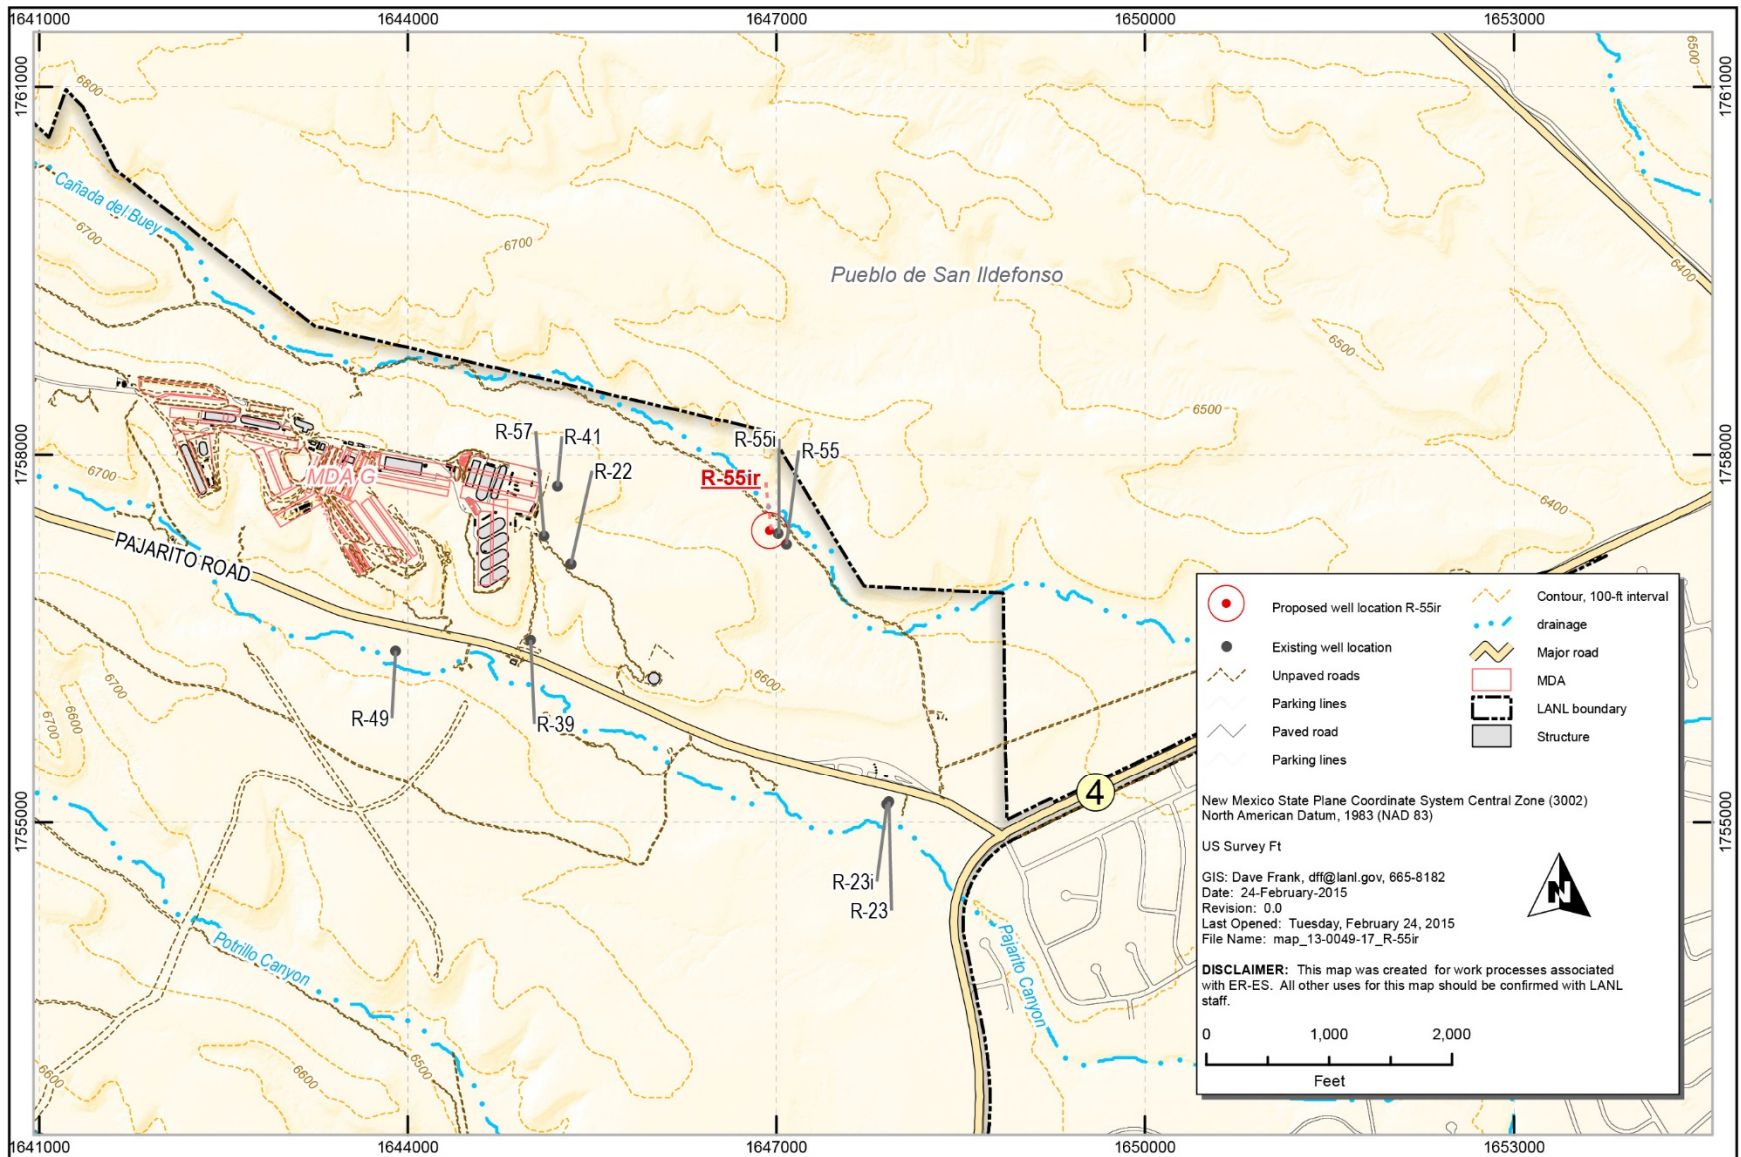 1641000 1644000 1647000 1650000 1653000
1761000
1761000
6800
6500
Cañada del Buey
6700
6700
Pueblo de San Ildefonso
6400
6500
6500
R-57
R-41
R-55i
R-55
R-22
R-55ir
1758000
1758000
6700
MDA G
6400
PAJARITO ROAD
6700
6600
6700
6600
R-49
R-39
4
1755000
1755000
R-23i
R-23
Potrillo Canyon
Pajarito Canyon
6600
6600
6500
Proposed well location R-55ir
Existing well location
Unpaved roads
Parking lines
Paved road
Parking lines
Contour, 100-ft interval
drainage
Major road
MDA
LANL boundary
Structure
New Mexico State Plane Coordinate System Central Zone (3002)
North American Datum, 1983 (NAD 83)
US Survey Ft
GIS: Dave Frank, dff@lanl.gov, 665-8182
Date: 24-February-2015
Revision: 0.0
Last Opened: Tuesday, February 24, 2015
File Name: map_13-0049-17_R-55ir
N
DISCLAIMER: This map was created for work processes associated
with ER-ES. All other uses for this map should be confirmed with LANL
staff.
0 1,000 2,000
Feet
1641000 1644000 1647000 1650000 1653000